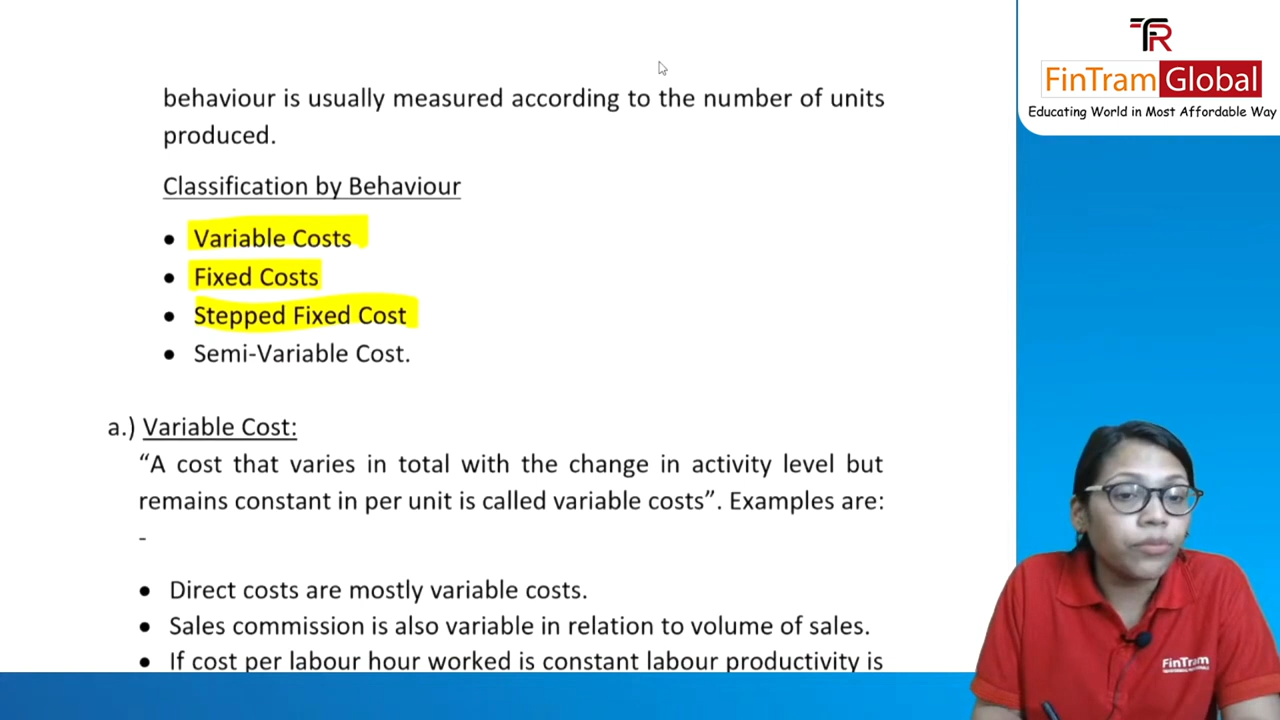 behaviour is usually measured according to the number of units
produced.
Classification by Behaviour
• Variable Costs
• Fixed Costs
• Stepped Fixed Cost
• Semi-Variable Cost.
a.) Variable Cost:
“A cost that varies in total with the change in activity level but
remains constant in per unit is called variable costs”. Examples are:
-
• Direct costs are mostly variable costs.
• Sales commission is also variable in relation to volume of sales.
• If cost per labour hour worked is constant labour productivity is
FinTram Global
Educating World in Most Affordable Way
FinTram